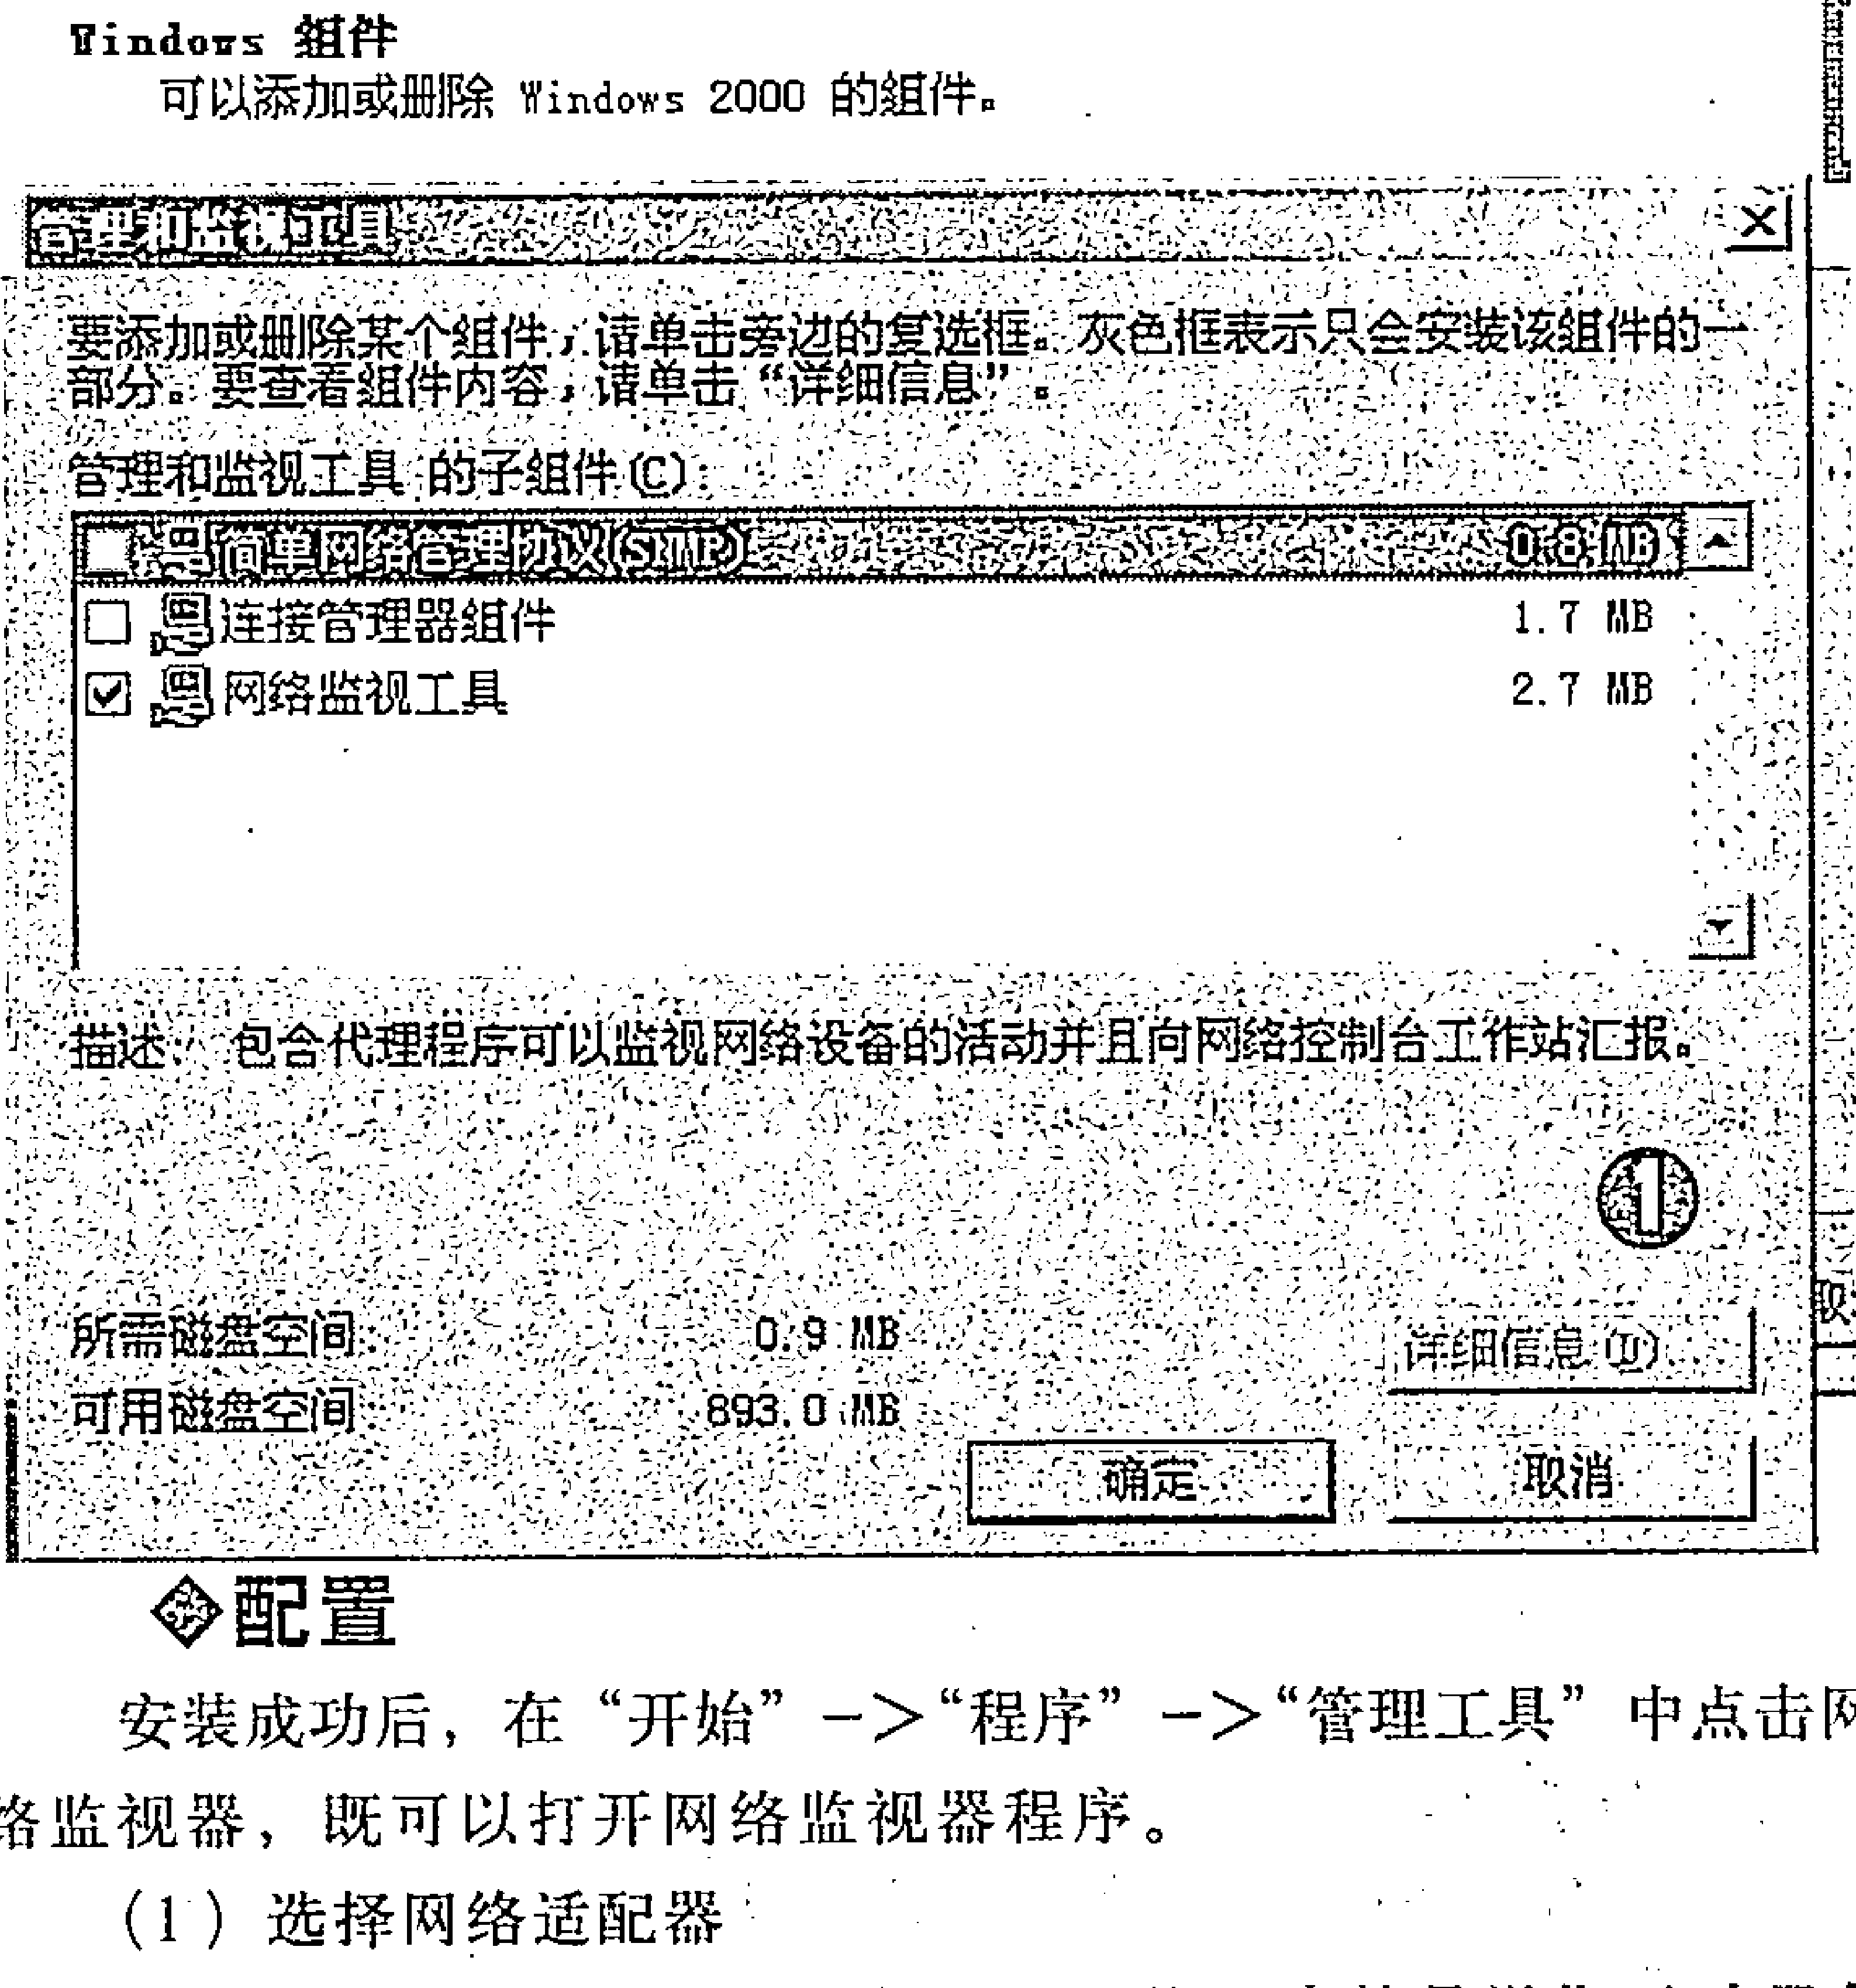 Windows 组件
可以添加或删除 Windows 2000 的组件。
管理和监视工具
要添加或删除某个组件,请单击旁边的复选框。灰色框表示只会安装该组件的一
部分。要查看组件内容,请单击“详细信息”。
管理和监视工具 的子组件(C):
简单网络管理协议(SNMP) 0.8 MB
连接管理器组件 1.7 MB
网络监视工具 2.7 MB
描述: 包含代理程序可以监视网络设备的活动并且向网络控制台工作站汇报。
1
所需磁盘空间: 0.9 MB
详细信息(D)
可用磁盘空间: 893.0 MB
确定 取消
取
配置
安装成功后，在“开始”->“程序”->“管理工具”中点击网
络监视器，既可以打开网络监视器程序。
(1) 选择网络适配器